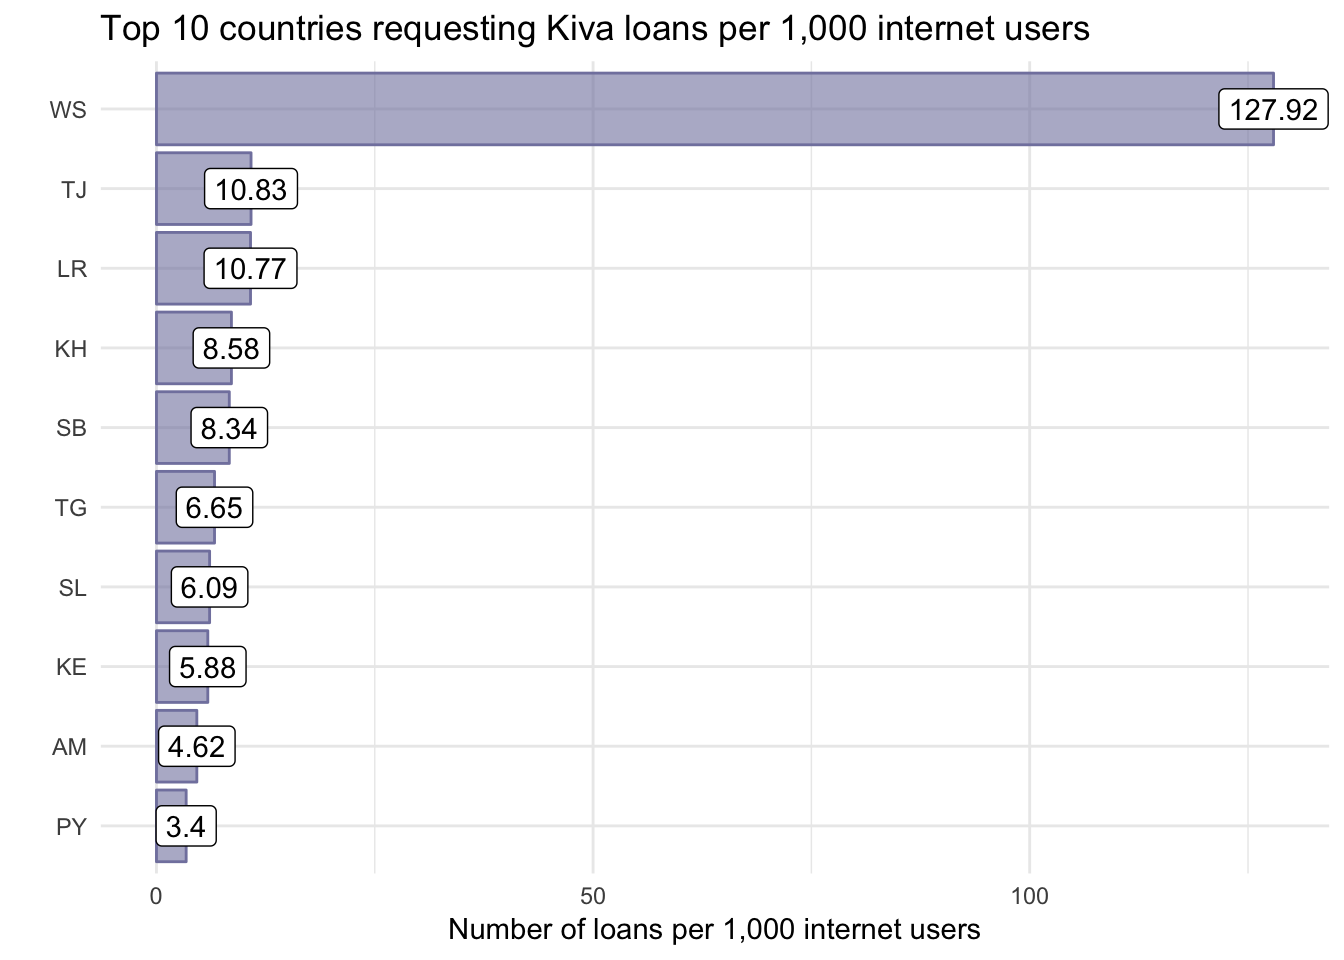 Top 10 countries requesting Kiva loans per 1,000 internet users
WS 127.92
TJ 10.83
LR 10.77
KH 8.58
SB 8.34
TG 6.65
SL 6.09
KE 5.88
AM 4.62
PY 3.4
0 50 100
Number of loans per 1,000 internet users